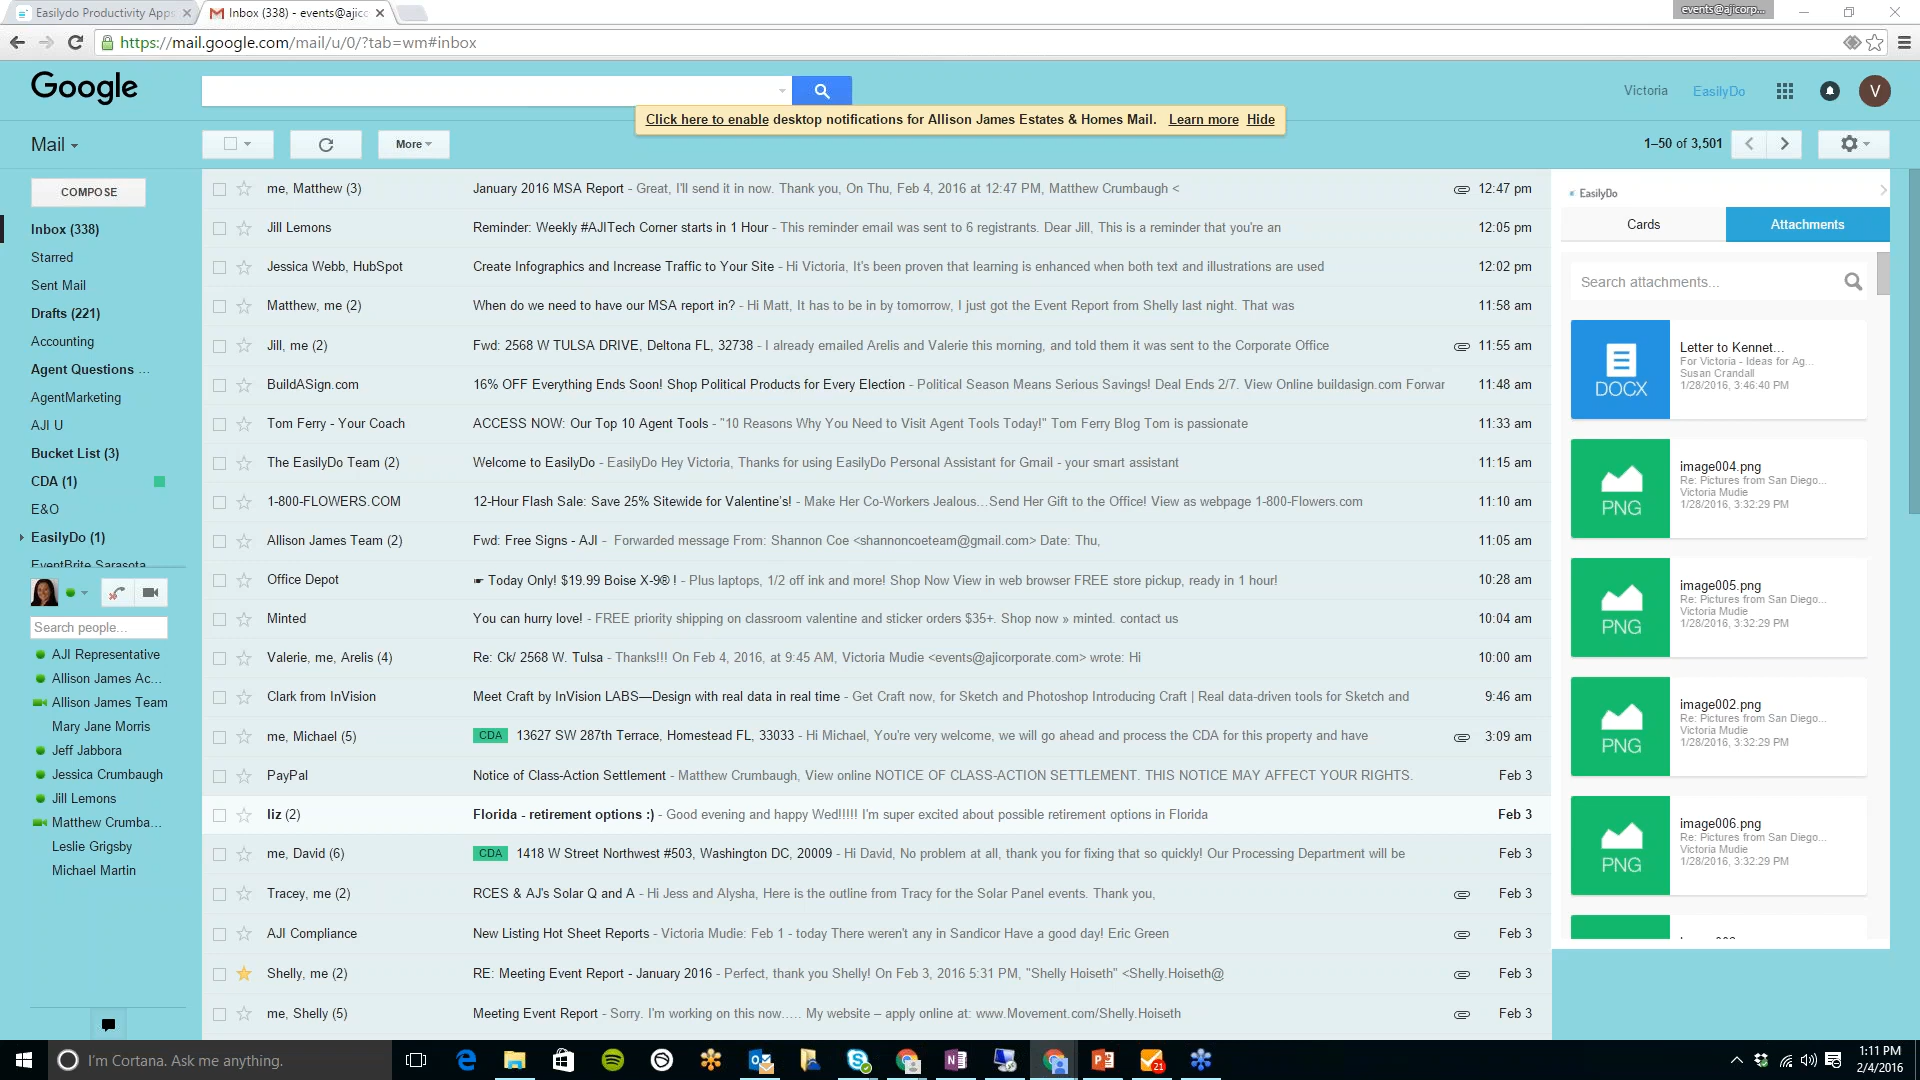 Easilydo Productivity Apps
Inbox (338) - events@ajico
events@ajicorp...
https://mail.google.com/mail/u/0/?tab=wm#inbox
Google
Victoria
EasilyDo
V
Click here to enable desktop notifications for Allison James Estates & Homes Mail. Learn more Hide
Mail
More
1–50 of 3,501
COMPOSE
Inbox (338)
Starred
Sent Mail
Drafts (221)
Accounting
Agent Questions ...
AgentMarketing
AJI U
Bucket List (3)
CDA (1)
E&O
EasilyDo (1)
EventBrite Sarasota
Search people...
AJI Representative
Allison James Ac...
Allison James Team
Mary Jane Morris
Jeff Jabbora
Jessica Crumbaugh
Jill Lemons
Matthew Crumba...
Leslie Grigsby
Michael Martin
me, Matthew (3) January 2016 MSA Report - Great, I'll send it in now. Thank you, On Thu, Feb 4, 2016 at 12:47 PM, Matthew Crumbaugh < 12:47 pm
Jill Lemons Reminder: Weekly #AJITech Corner starts in 1 Hour - This reminder email was sent to 6 registrants. Dear Jill, This is a reminder that you're an 12:05 pm
Jessica Webb, HubSpot Create Infographics and Increase Traffic to Your Site - Hi Victoria, It's been proven that learning is enhanced when both text and illustrations are used 12:02 pm
Matthew, me (2) When do we need to have our MSA report in? - Hi Matt, It has to be in by tomorrow, I just got the Event Report from Shelly last night. That was 11:58 am
Jill, me (2) Fwd: 2568 W TULSA DRIVE, Deltona FL, 32738 - I already emailed Arelis and Valerie this morning, and told them it was sent to the Corporate Office 11:55 am
BuildASign.com 16% OFF Everything Ends Soon! Shop Political Products for Every Election - Political Season Means Serious Savings! Deal Ends 2/7. View Online buildasign.com Forwar 11:48 am
Tom Ferry - Your Coach ACCESS NOW: Our Top 10 Agent Tools - "10 Reasons Why You Need to Visit Agent Tools Today!" Tom Ferry Blog Tom is passionate 11:33 am
The EasilyDo Team (2) Welcome to EasilyDo - EasilyDo Hey Victoria, Thanks for using EasilyDo Personal Assistant for Gmail - your smart assistant 11:15 am
1-800-FLOWERS.COM 12-Hour Flash Sale: Save 25% Sitewide for Valentine's! - Make Her Co-Workers Jealous...Send Her Gift to the Office! View as webpage 1-800-Flowers.com 11:10 am
Allison James Team (2) Fwd: Free Signs - AJI - Forwarded message From: Shannon Coe <shannoncoeteam@gmail.com> Date: Thu, 11:05 am
Office Depot ☛ Today Only! $19.99 Boise X-9® ! - Plus laptops, 1/2 off ink and more! Shop Now View in web browser FREE store pickup, ready in 1 hour! 10:28 am
Minted You can hurry love! - FREE priority shipping on classroom valentine and sticker orders $35+. Shop now » minted. contact us 10:04 am
Valerie, me, Arelis (4) Re: Ck/ 2568 W. Tulsa - Thanks!!! On Feb 4, 2016, at 9:45 AM, Victoria Mudie <events@ajicorporate.com> wrote: Hi 10:00 am
Clark from InVision Meet Craft by InVision LABS—Design with real data in real time - Get Craft now, for Sketch and Photoshop Introducing Craft | Real data-driven tools for Sketch and 9:46 am
me, Michael (5) CDA 13627 SW 287th Terrace, Homestead FL, 33033 - Hi Michael, You're very welcome, we will go ahead and process the CDA for this property and have 3:09 am
PayPal Notice of Class-Action Settlement - Matthew Crumbaugh, View online NOTICE OF CLASS-ACTION SETTLEMENT. THIS NOTICE MAY AFFECT YOUR RIGHTS. Feb 3
liz (2) Florida - retirement options :) - Good evening and happy Wed!!!!! I'm super excited about possible retirement options in Florida Feb 3
me, David (6) CDA 1418 W Street Northwest #503, Washington DC, 20009 - Hi David, No problem at all, thank you for fixing that so quickly! Our Processing Department will be Feb 3
Tracey, me (2) RCES & AJ's Solar Q and A - Hi Jess and Alysha, Here is the outline from Tracy for the Solar Panel events. Thank you, Feb 3
AJI Compliance New Listing Hot Sheet Reports - Victoria Mudie: Feb 1 - today There weren't any in Sandicor Have a good day! Eric Green Feb 3
Shelly, me (2) RE: Meeting Event Report - January 2016 - Perfect, thank you Shelly! On Feb 3, 2016 5:31 PM, "Shelly Hoiseth" <Shelly.Hoiseth@ Feb 3
me, Shelly (5) Meeting Event Report - Sorry. I'm working on this now..... My website – apply online at: www.Movement.com/Shelly.Hoiseth Feb 3
EasilyDo
Cards
Attachments
Search attachments...
DOCX
Letter to Kennet...
For Victoria - Ideas for Ag...
Susan Crandall
1/28/2016, 3:46:40 PM
PNG
image004.png
Re: Pictures from San Diego...
Victoria Mudie
1/28/2016, 3:32:29 PM
PNG
image005.png
Re: Pictures from San Diego...
Victoria Mudie
1/28/2016, 3:32:29 PM
PNG
image002.png
Re: Pictures from San Diego...
Victoria Mudie
1/28/2016, 3:32:29 PM
PNG
image006.png
Re: Pictures from San Diego...
Victoria Mudie
1/28/2016, 3:32:29 PM
I'm Cortana. Ask me anything.
21
1:11 PM
2/4/2016